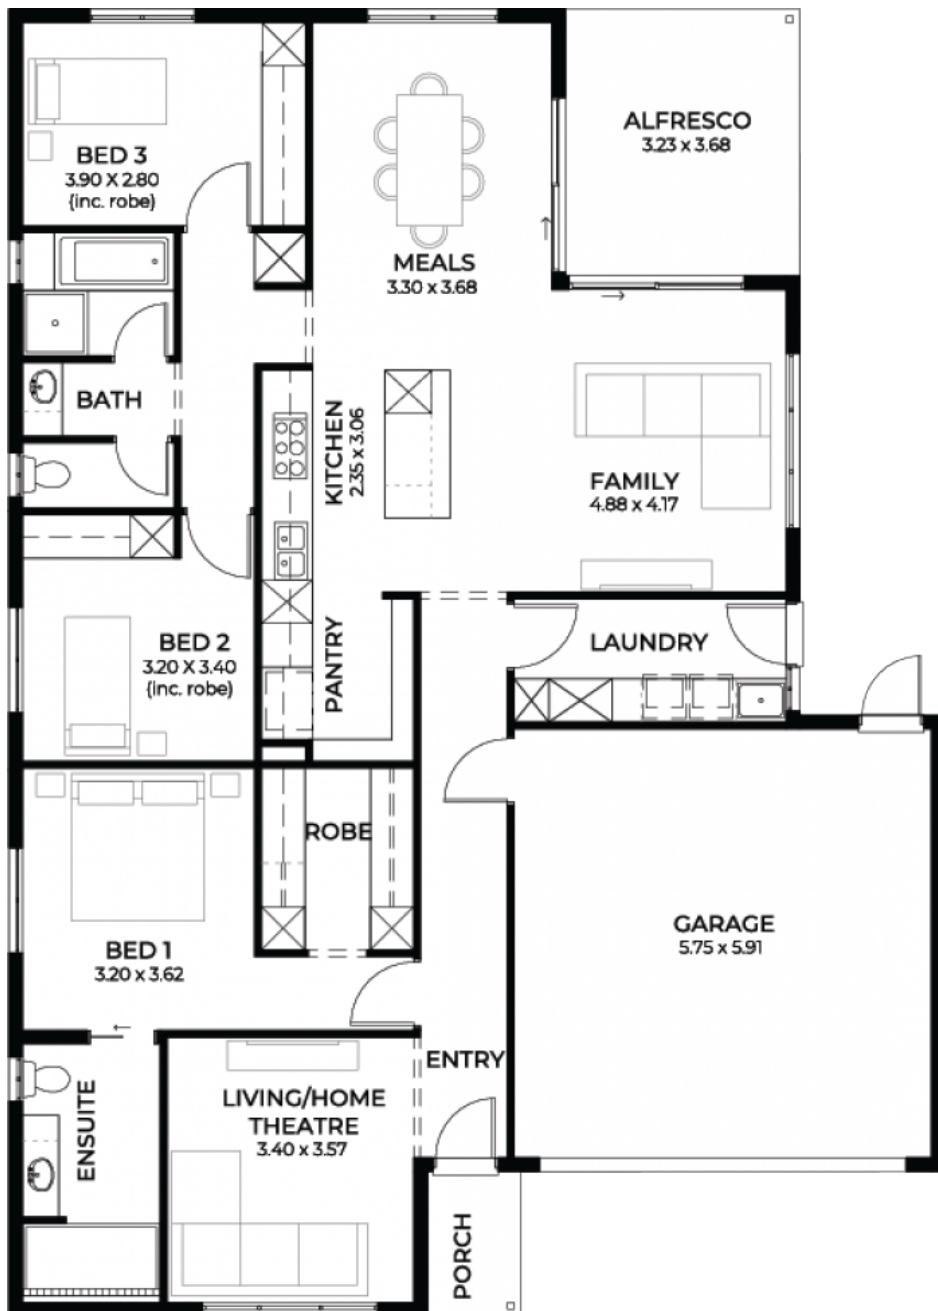 BED 3
3.90 X 2.80
(inc. robe)
ALFRESCO
3.23 x 3.68
MEALS
3.30 x 3.68
BATH
KITCHEN
2.35 x 3.06
FAMILY
4.88 x 4.17
BED 2
3.20 X 3.40
(inc. robe)
PANTRY
LAUNDRY
ROBE
BED 1
3.20 x 3.62
GARAGE
5.75 x 5.91
ENSUITE
LIVING/HOME
THEATRE
3.40 x 3.57
ENTRY
PORCH